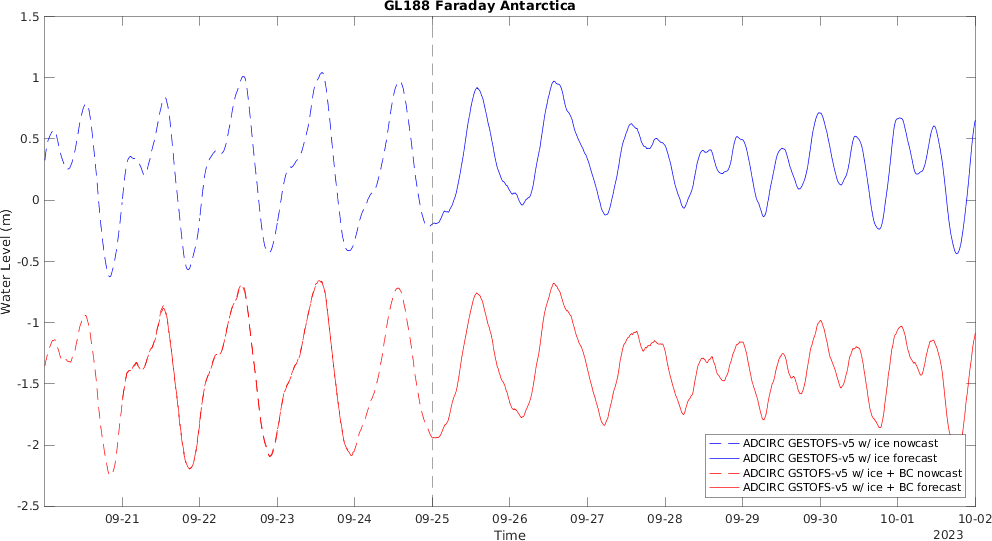 GL188 Faraday Antarctica
1.5
1
0.5
0
-0.5
-1
-1.5
-2
-2.5
Water Level (m)
ADCIRC GESTOFS-v5 w/ ice nowcast
ADCIRC GESTOFS-v5 w/ ice forecast
ADCIRC GSTOFS-v5 w/ ice + BC nowcast
ADCIRC GSTOFS-v5 w/ ice + BC forecast
09-21 09-22 09-23 09-24 09-25 09-26 09-27 09-28 09-29 09-30 10-01 10-02
Time
2023